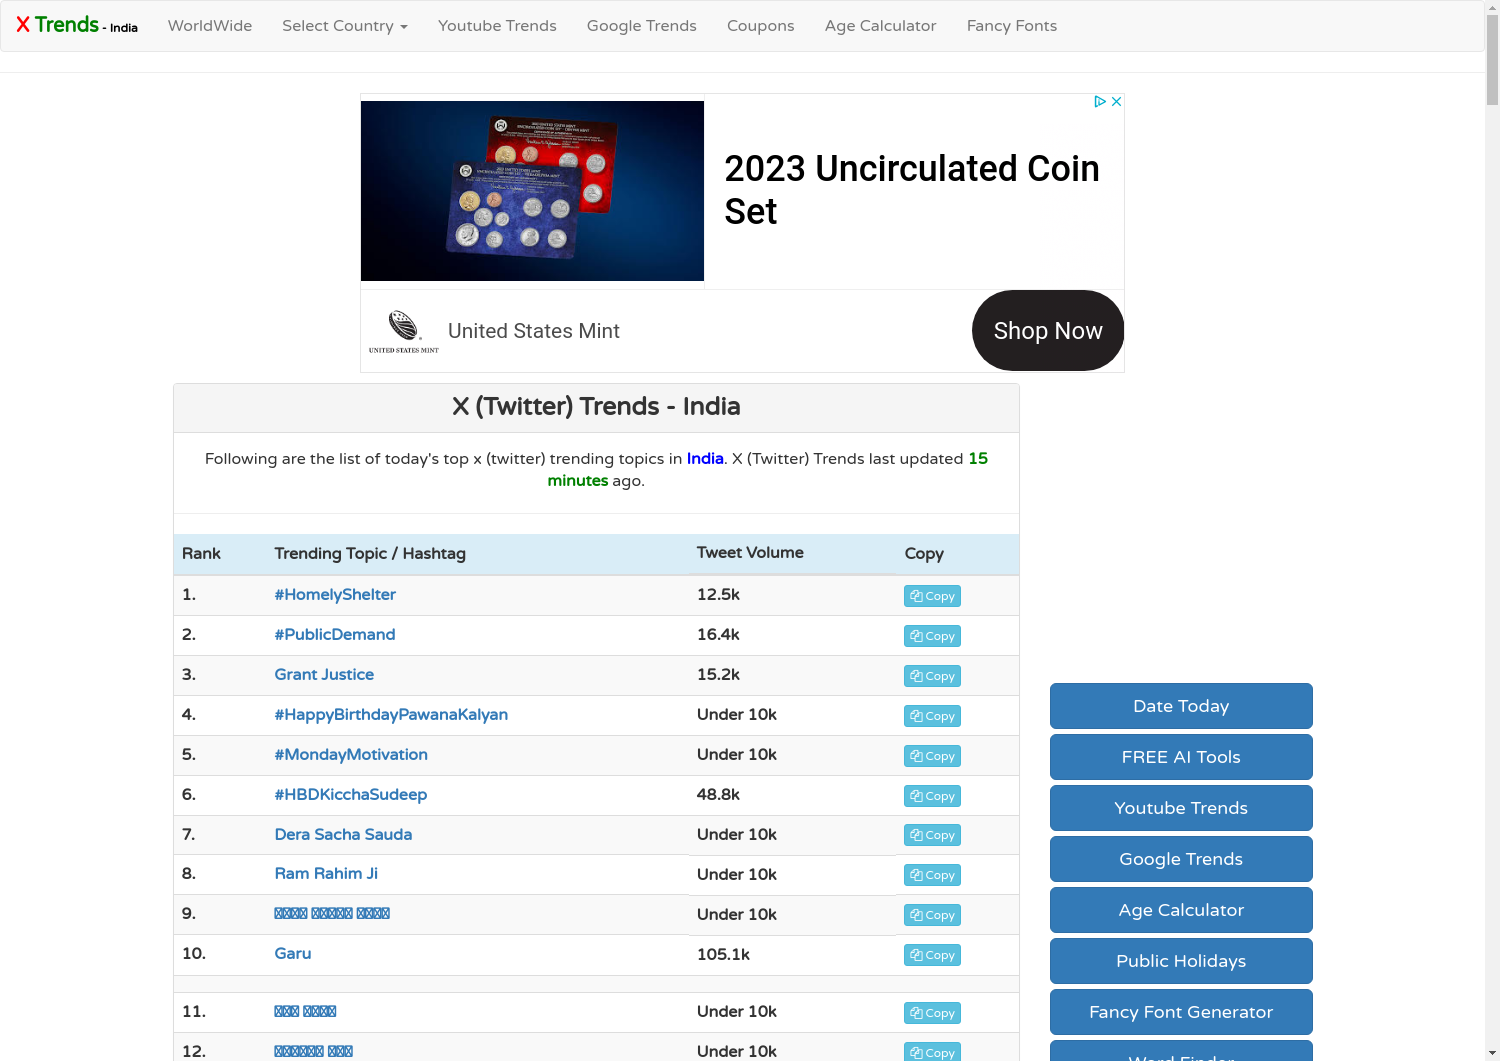 X Trends - India
WorldWide
Select Country
Youtube Trends
Google Trends
Coupons
Age Calculator
Fancy Fonts
2023 Uncirculated Coin
Set
UNITED STATES MINT
United States Mint
Shop Now
X (Twitter) Trends - India
Following are the list of today's top x (twitter) trending topics in India. X (Twitter) Trends last updated 15
minutes ago.
Rank Trending Topic / Hashtag Tweet Volume Copy
1. #HomelyShelter 12.5k Copy
2. #PublicDemand 16.4k Copy
3. Grant Justice 15.2k Copy
4. #HappyBirthdayPawanaKalyan Under 10k Copy
5. #MondayMotivation Under 10k Copy
6. #HBDKicchaSudeep 48.8k Copy
7. Dera Sacha Sauda Under 10k Copy
8. Ram Rahim Ji Under 10k Copy
9. Under 10k Copy
10. Garu 105.1k Copy
11. Under 10k Copy
12. Under 10k Copy
Date Today
FREE AI Tools
Youtube Trends
Google Trends
Age Calculator
Public Holidays
Fancy Font Generator
Word Finder